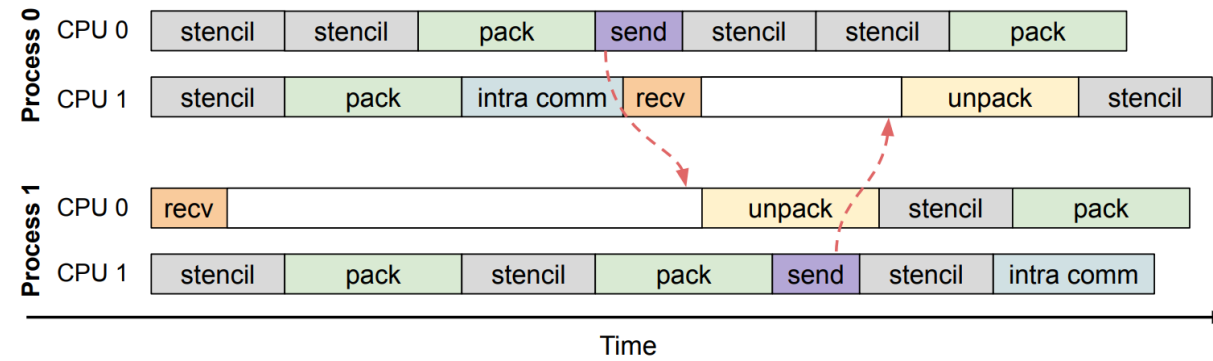 Process 0
CPU 0 stencil stencil pack send stencil stencil pack
CPU 1 stencil pack intra comm recv unpack stencil
Process 1
CPU 0 recv unpack stencil pack
CPU 1 stencil pack stencil pack send stencil intra comm
Time